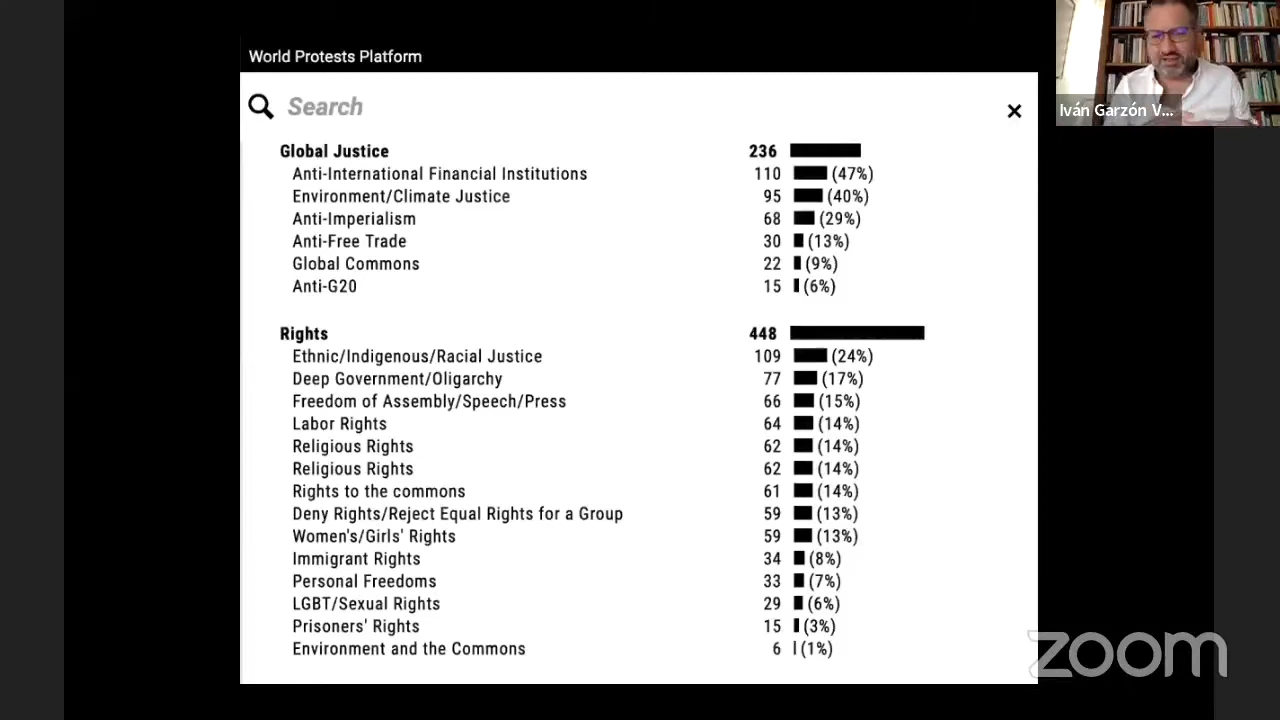 World Protests Platform
Search
Global Justice 236
Anti-International Financial Institutions 110 (47%)
Environment/Climate Justice 95 (40%)
Anti-Imperialism 68 (29%)
Anti-Free Trade 30 (13%)
Global Commons 22 (9%)
Anti-G20 15 (6%)
Rights 448
Ethnic/Indigenous/Racial Justice 109 (24%)
Deep Government/Oligarchy 77 (17%)
Freedom of Assembly/Speech/Press 66 (15%)
Labor Rights 64 (14%)
Religious Rights 62 (14%)
Religious Rights 62 (14%)
Rights to the commons 61 (14%)
Deny Rights/Reject Equal Rights for a Group 59 (13%)
Women's/Girls' Rights 59 (13%)
Immigrant Rights 34 (8%)
Personal Freedoms 33 (7%)
LGBT/Sexual Rights 29 (6%)
Prisoners' Rights 15 (3%)
Environment and the Commons 6 (1%)
Iván Garzón V...
zoom